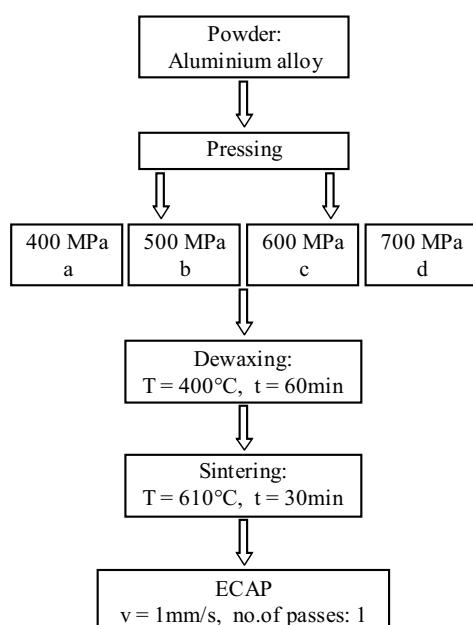 Powder:
Aluminium alloy
Pressing
400 MPa
a
500 MPa
b
600 MPa
c
700 MPa
d
Dewaxing:
T = 400°C, t = 60min
Sintering:
T = 610°C, t = 30min
ECAP
v = 1mm/s, no.of passes: 1